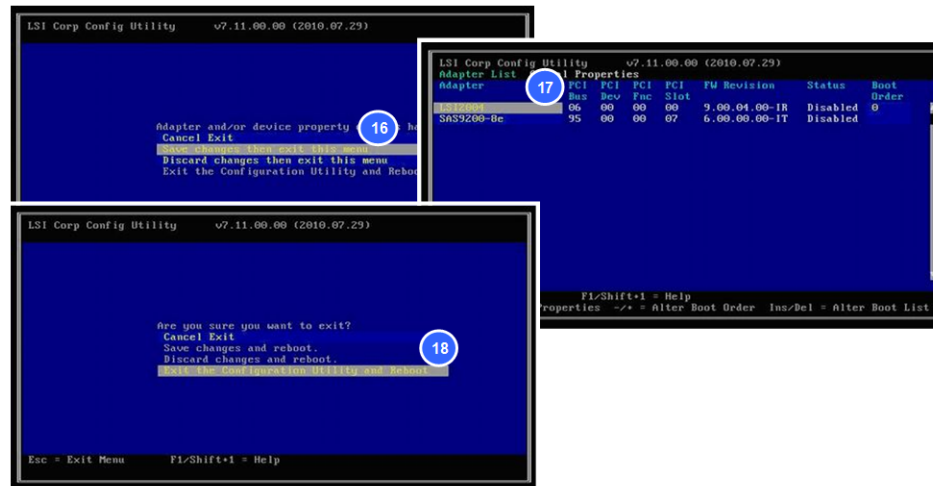 LSI Corp Config Utility v7.11.00.00 (2010.07.29)
Adapter and/or device property
16
Cancel Exit
Save changes then exit this menu
Discard changes then exit this menu
Exit the Configuration Utility and
LSI Corp Config Utility v7.11.00.00 (2010.07.29)
Adapter List Properties
17
Adapter PCI PCI PCI PCI FW Revision Status Boot
Bus Dev Fnc Slot Order
LSI2004 06 00 00 00 9.00.04.00-IR Disabled 0
SAS9200-8e 95 00 00 07 6.00.00.00-IT Disabled
F1/Shift+1 = Help
Properties -/+ = Alter Boot Order Ins/Del = Alter Boot List
LSI Corp Config Utility v7.11.00.00 (2010.07.29)
Are you sure you want to exit?
Cancel Exit
Save changes and reboot.
Discard changes and reboot.
Exit the Configuration Utility and Reboot
18
Esc = Exit Menu F1/Shift+1 = Help